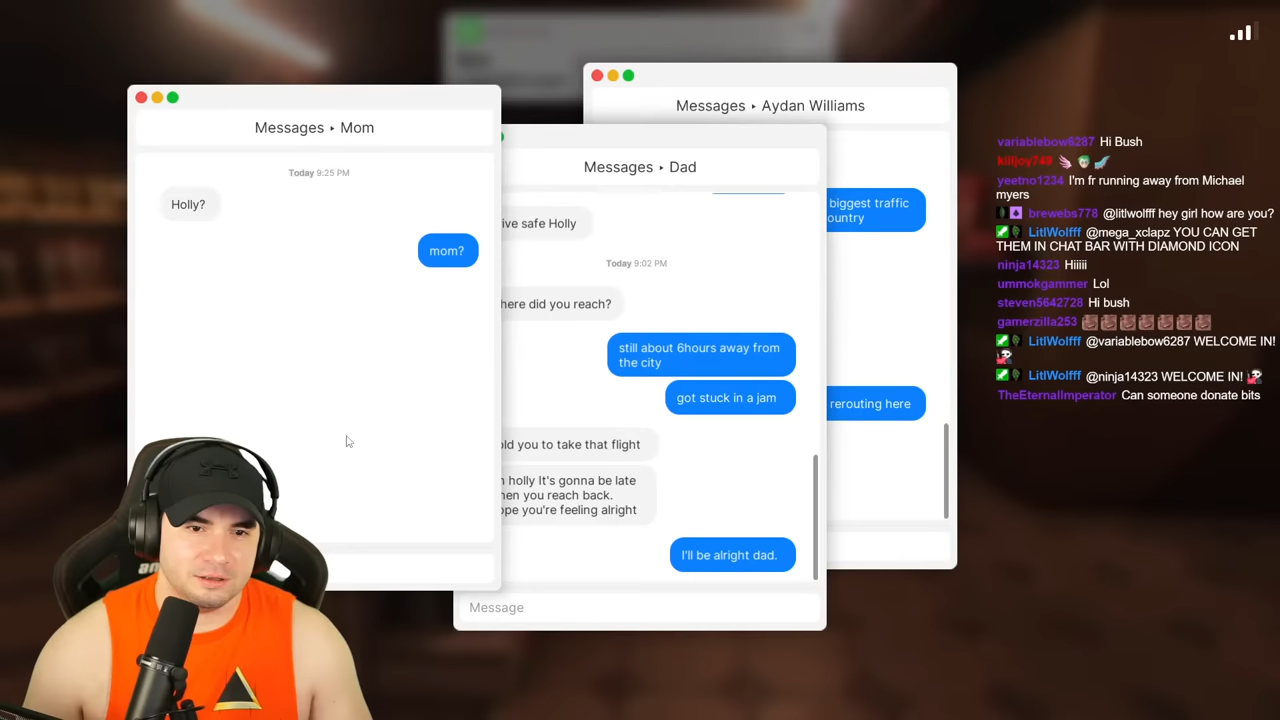 Messages ▸ Mom
Today 9:25 PM
Holly?
mom?
Messages ▸ Dad
ive safe Holly
Today 9:02 PM
here did you reach?
still about 6hours away from
the city
got stuck in a jam
old you to take that flight
h holly It's gonna be late
hen you reach back.
ope you're feeling alright
I'll be alright dad.
Message
Messages ▸ Aydan Williams
biggest traffic
ountry
rerouting here
variablebow6287 Hi Bush
killjoy749
yeetno1234 I'm fr running away from Michael
myers
brewebs778 @litlwolfff hey girl how are you?
LitlWolfff @mega_xclapz YOU CAN GET
THEM IN CHAT BAR WITH DIAMOND ICON
ninja14323 Hiiiii
ummokgammer Lol
steven5642728 Hi bush
gamerzilla253
LitlWolfff @variablebow6287 WELCOME IN!
LitlWolfff @ninja14323 WELCOME IN!
TheEternalImperator Can someone donate bits